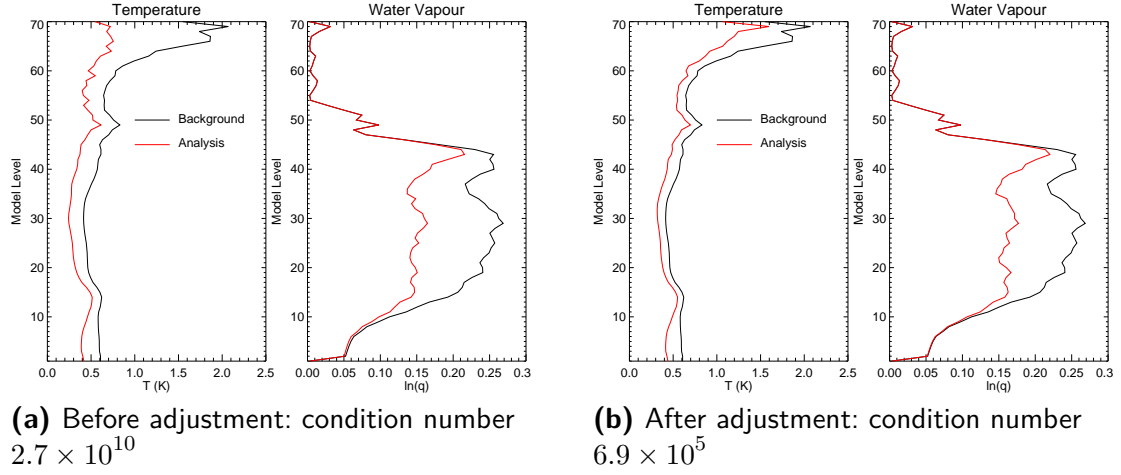 Temperature
Water Vapour
70
60
50
40
30
20
10
Model Level
0.0 0.5 1.0 1.5 2.0 2.5
T (K)
Background
Analysis
70
60
50
40
30
20
10
Model Level
0.00 0.05 0.10 0.15 0.20 0.25 0.30
ln(q)
Temperature
Water Vapour
70
60
50
40
30
20
10
Model Level
0.0 0.5 1.0 1.5 2.0 2.5
T (K)
Background
Analysis
70
60
50
40
30
20
10
Model Level
0.00 0.05 0.10 0.15 0.20 0.25 0.3
ln(q)
(a) Before adjustment: condition number
2.7 × 10¹⁰
(b) After adjustment: condition number
6.9 × 10⁵